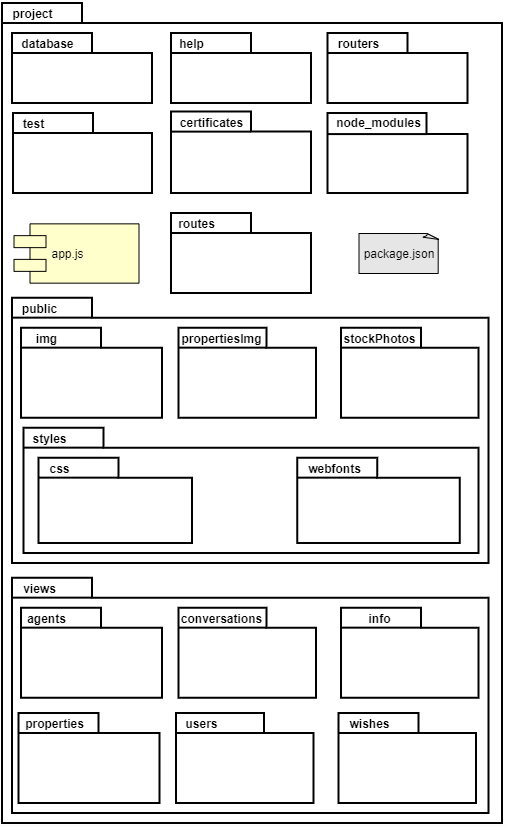 project
database
help
routers
test
certificates
node_modules
app.js
routes
package.json
public
img
propertiesImg
stockPhotos
styles
css
webfonts
views
agents
conversations
info
properties
users
wishes